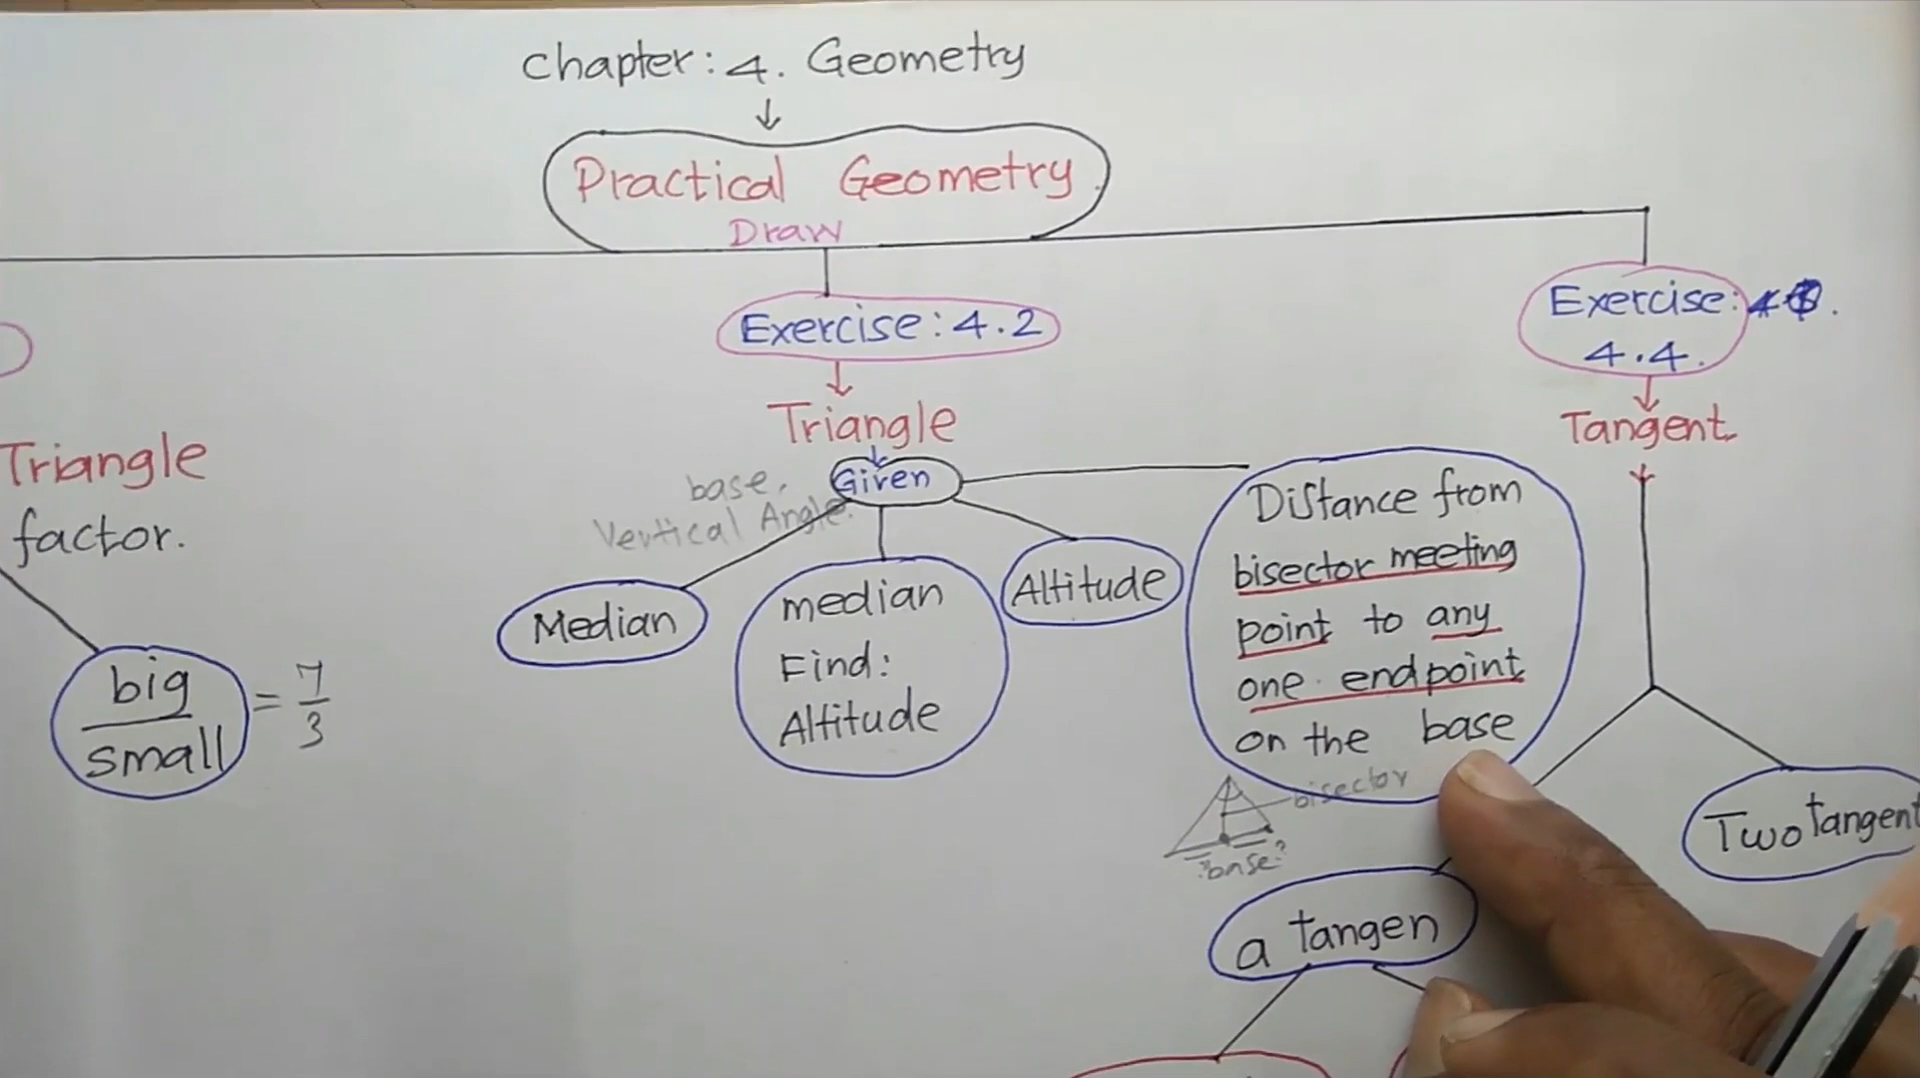 Chapter: 4. Geometry
Practical Geometry.
Draw
Exercise: 4.2
Exercise:
4.4.
Triangle
Tangent.
Triangle
factor.
Given
base,
Vertical Angle.
Median
median
Find:
Altitude
Altitude
Distance from
bisector meeting
point to any
one endpoint
on the base
bisector
base?
big
small
= 7
3
Two tangent
a tangen